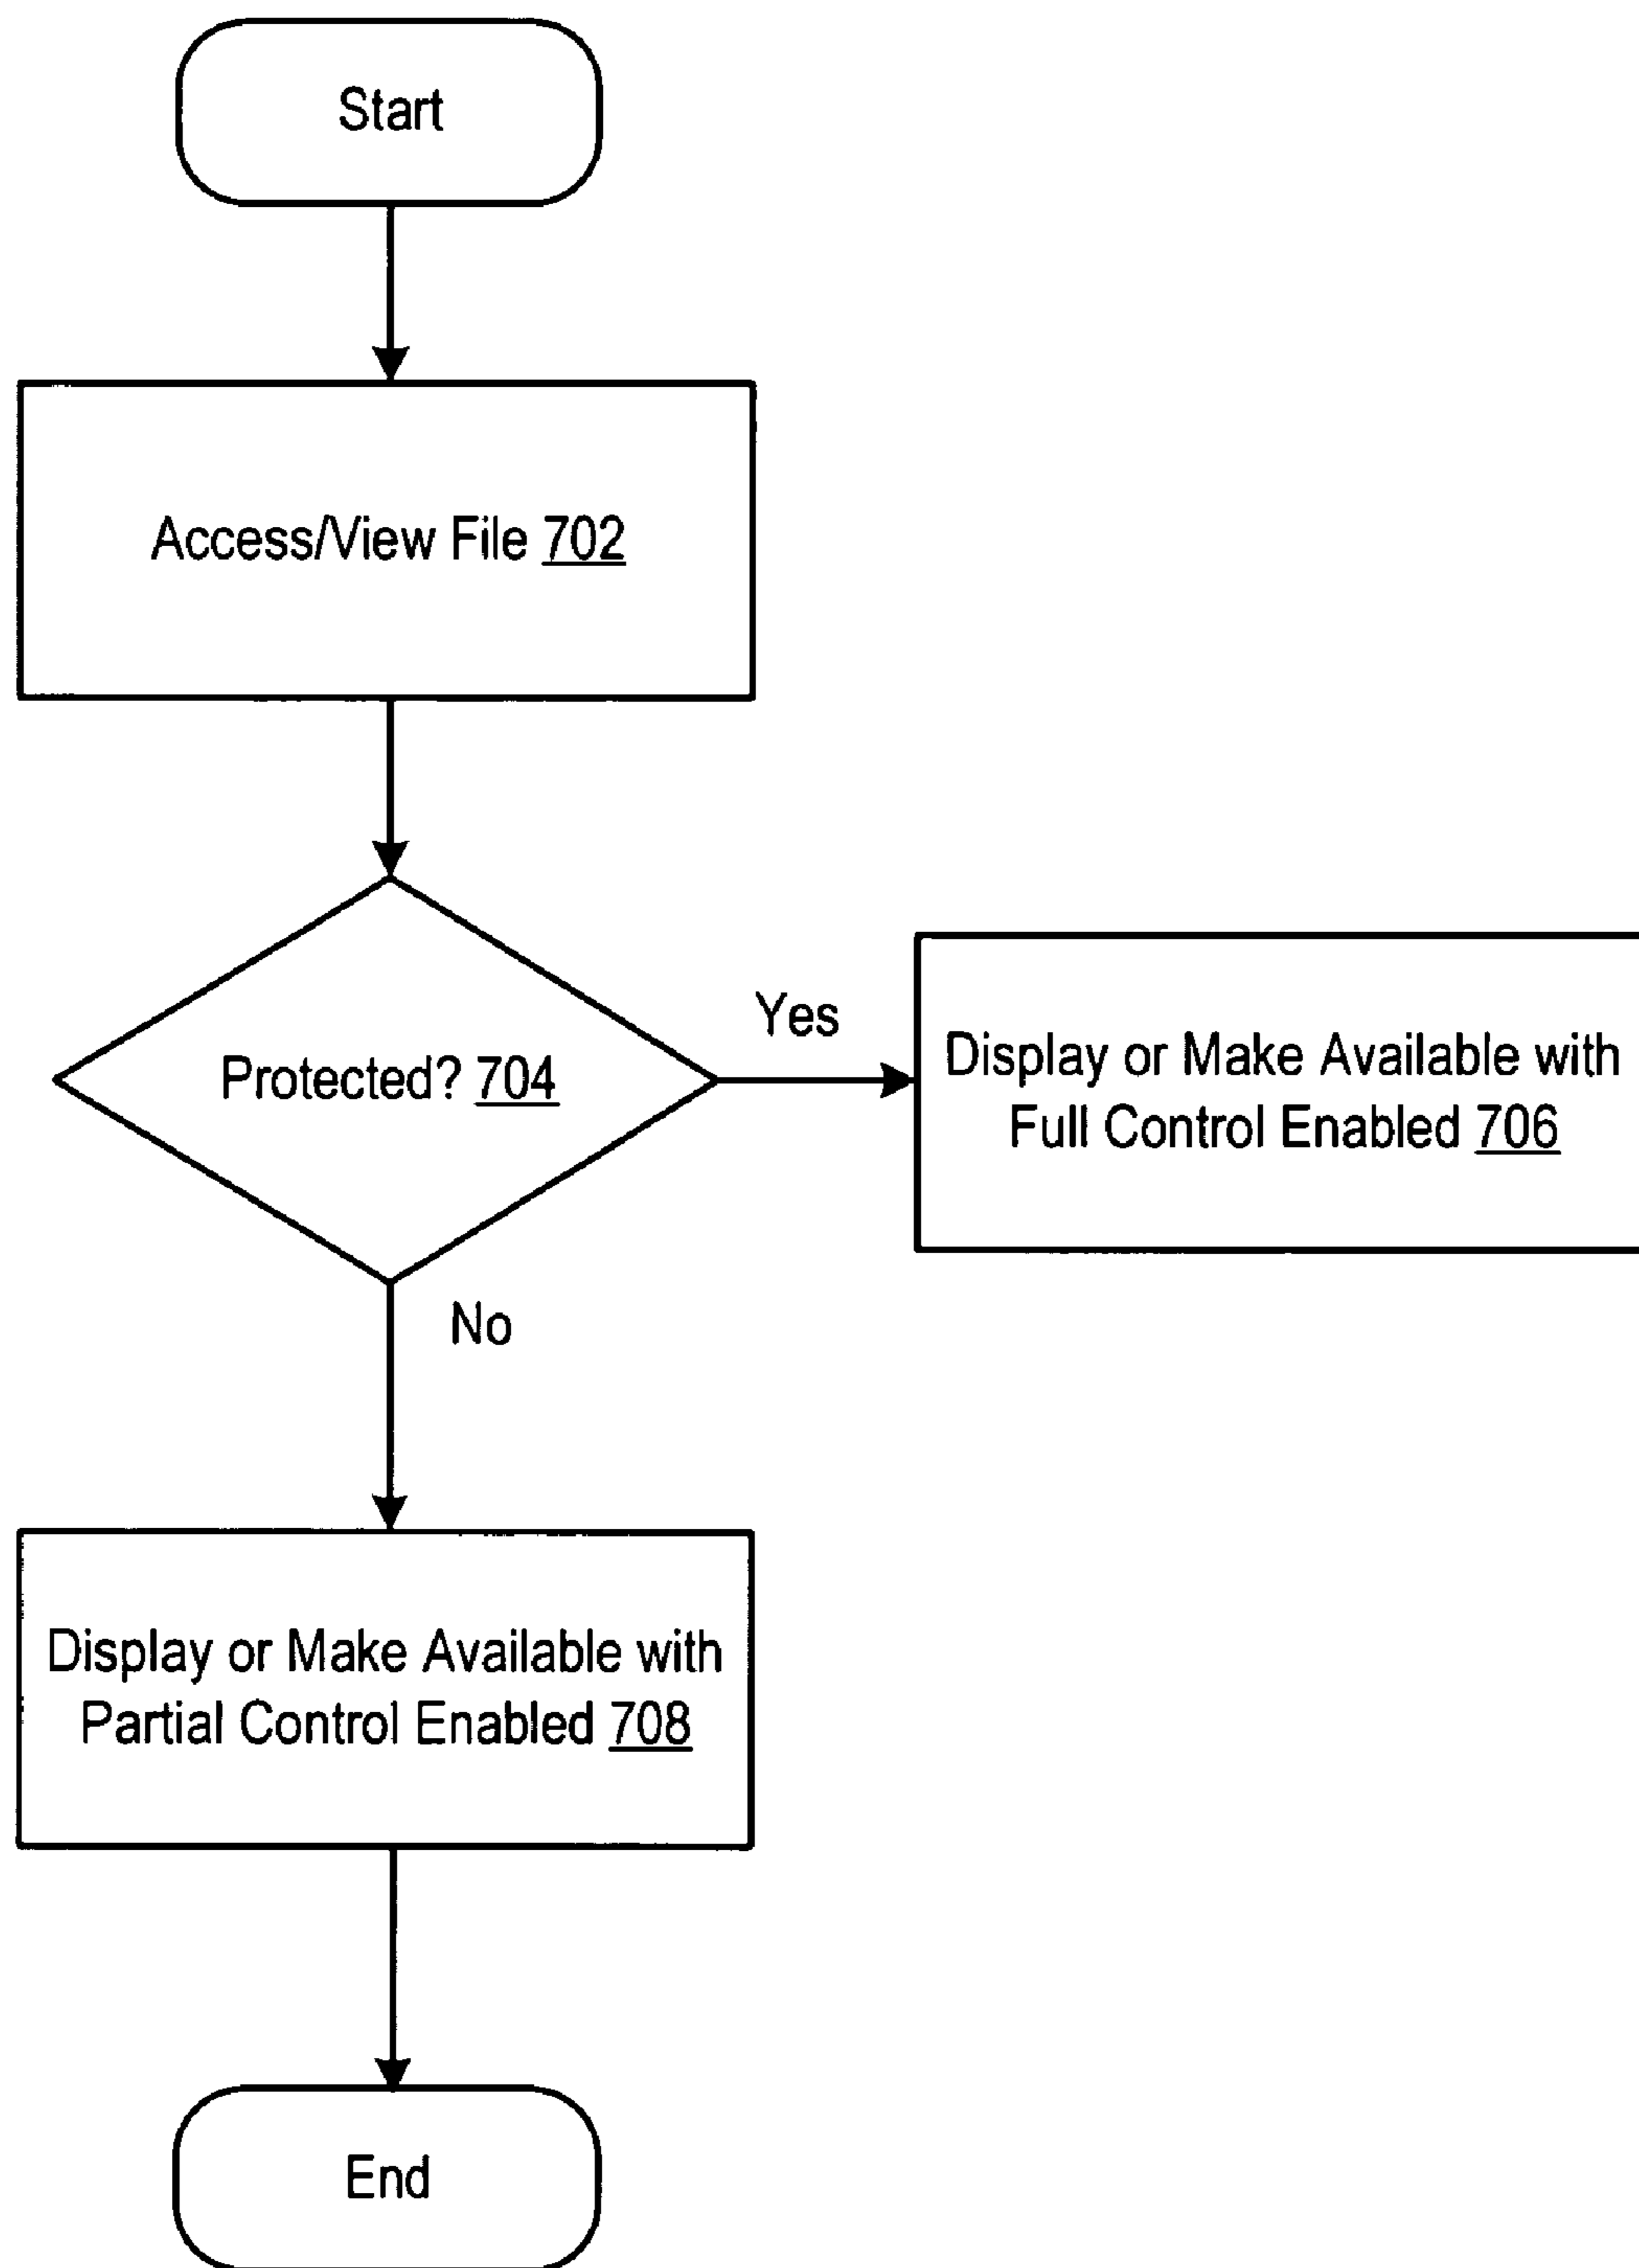 Start
Access/View File 702
Protected? 704
Yes
Display or Make Available with
Full Control Enabled 706
No
Display or Make Available with
Partial Control Enabled 708
End